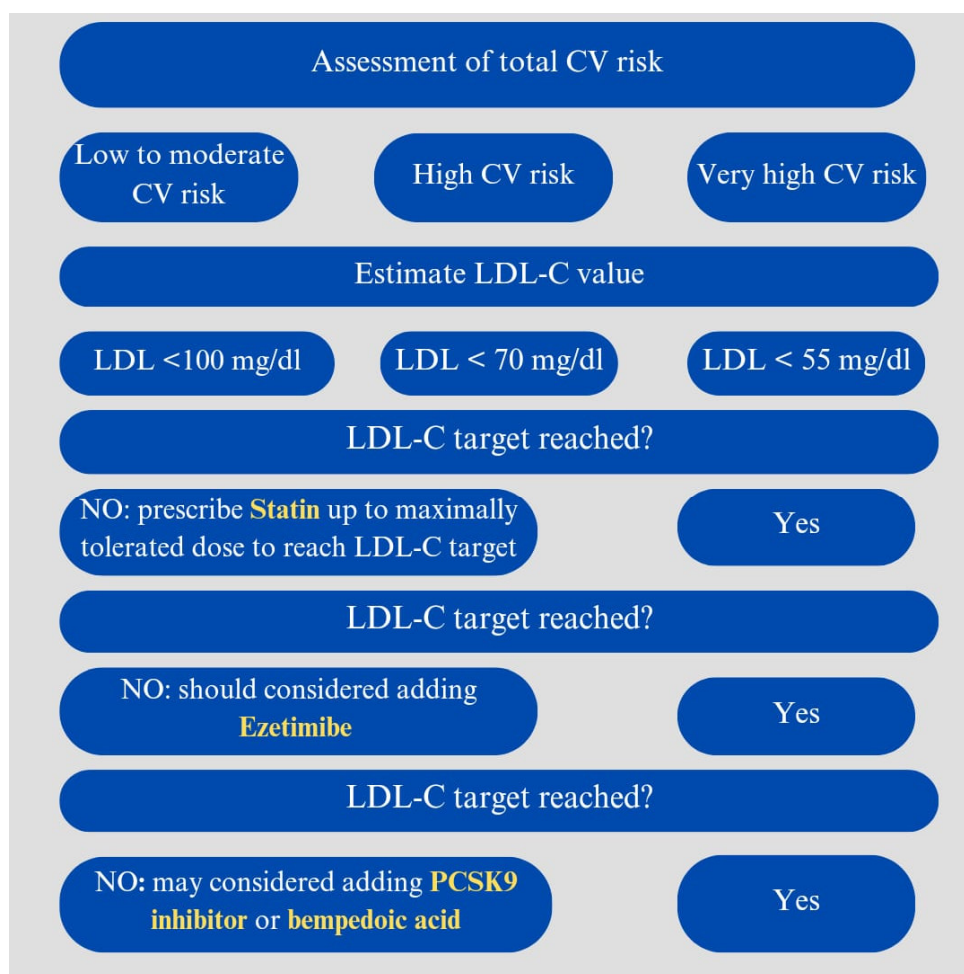 Assessment of total CV risk
Low to moderate
CV risk
High CV risk
Very high CV risk
Estimate LDL-C value
LDL <100 mg/dl
LDL < 70 mg/dl
LDL < 55 mg/dl
LDL-C target reached?
NO: prescribe Statin up to maximally
tolerated dose to reach LDL-C target
Yes
LDL-C target reached?
NO: should considered adding
Ezetimibe
Yes
LDL-C target reached?
NO: may considered adding PCSK9
inhibitor or bempedoic acid
Yes